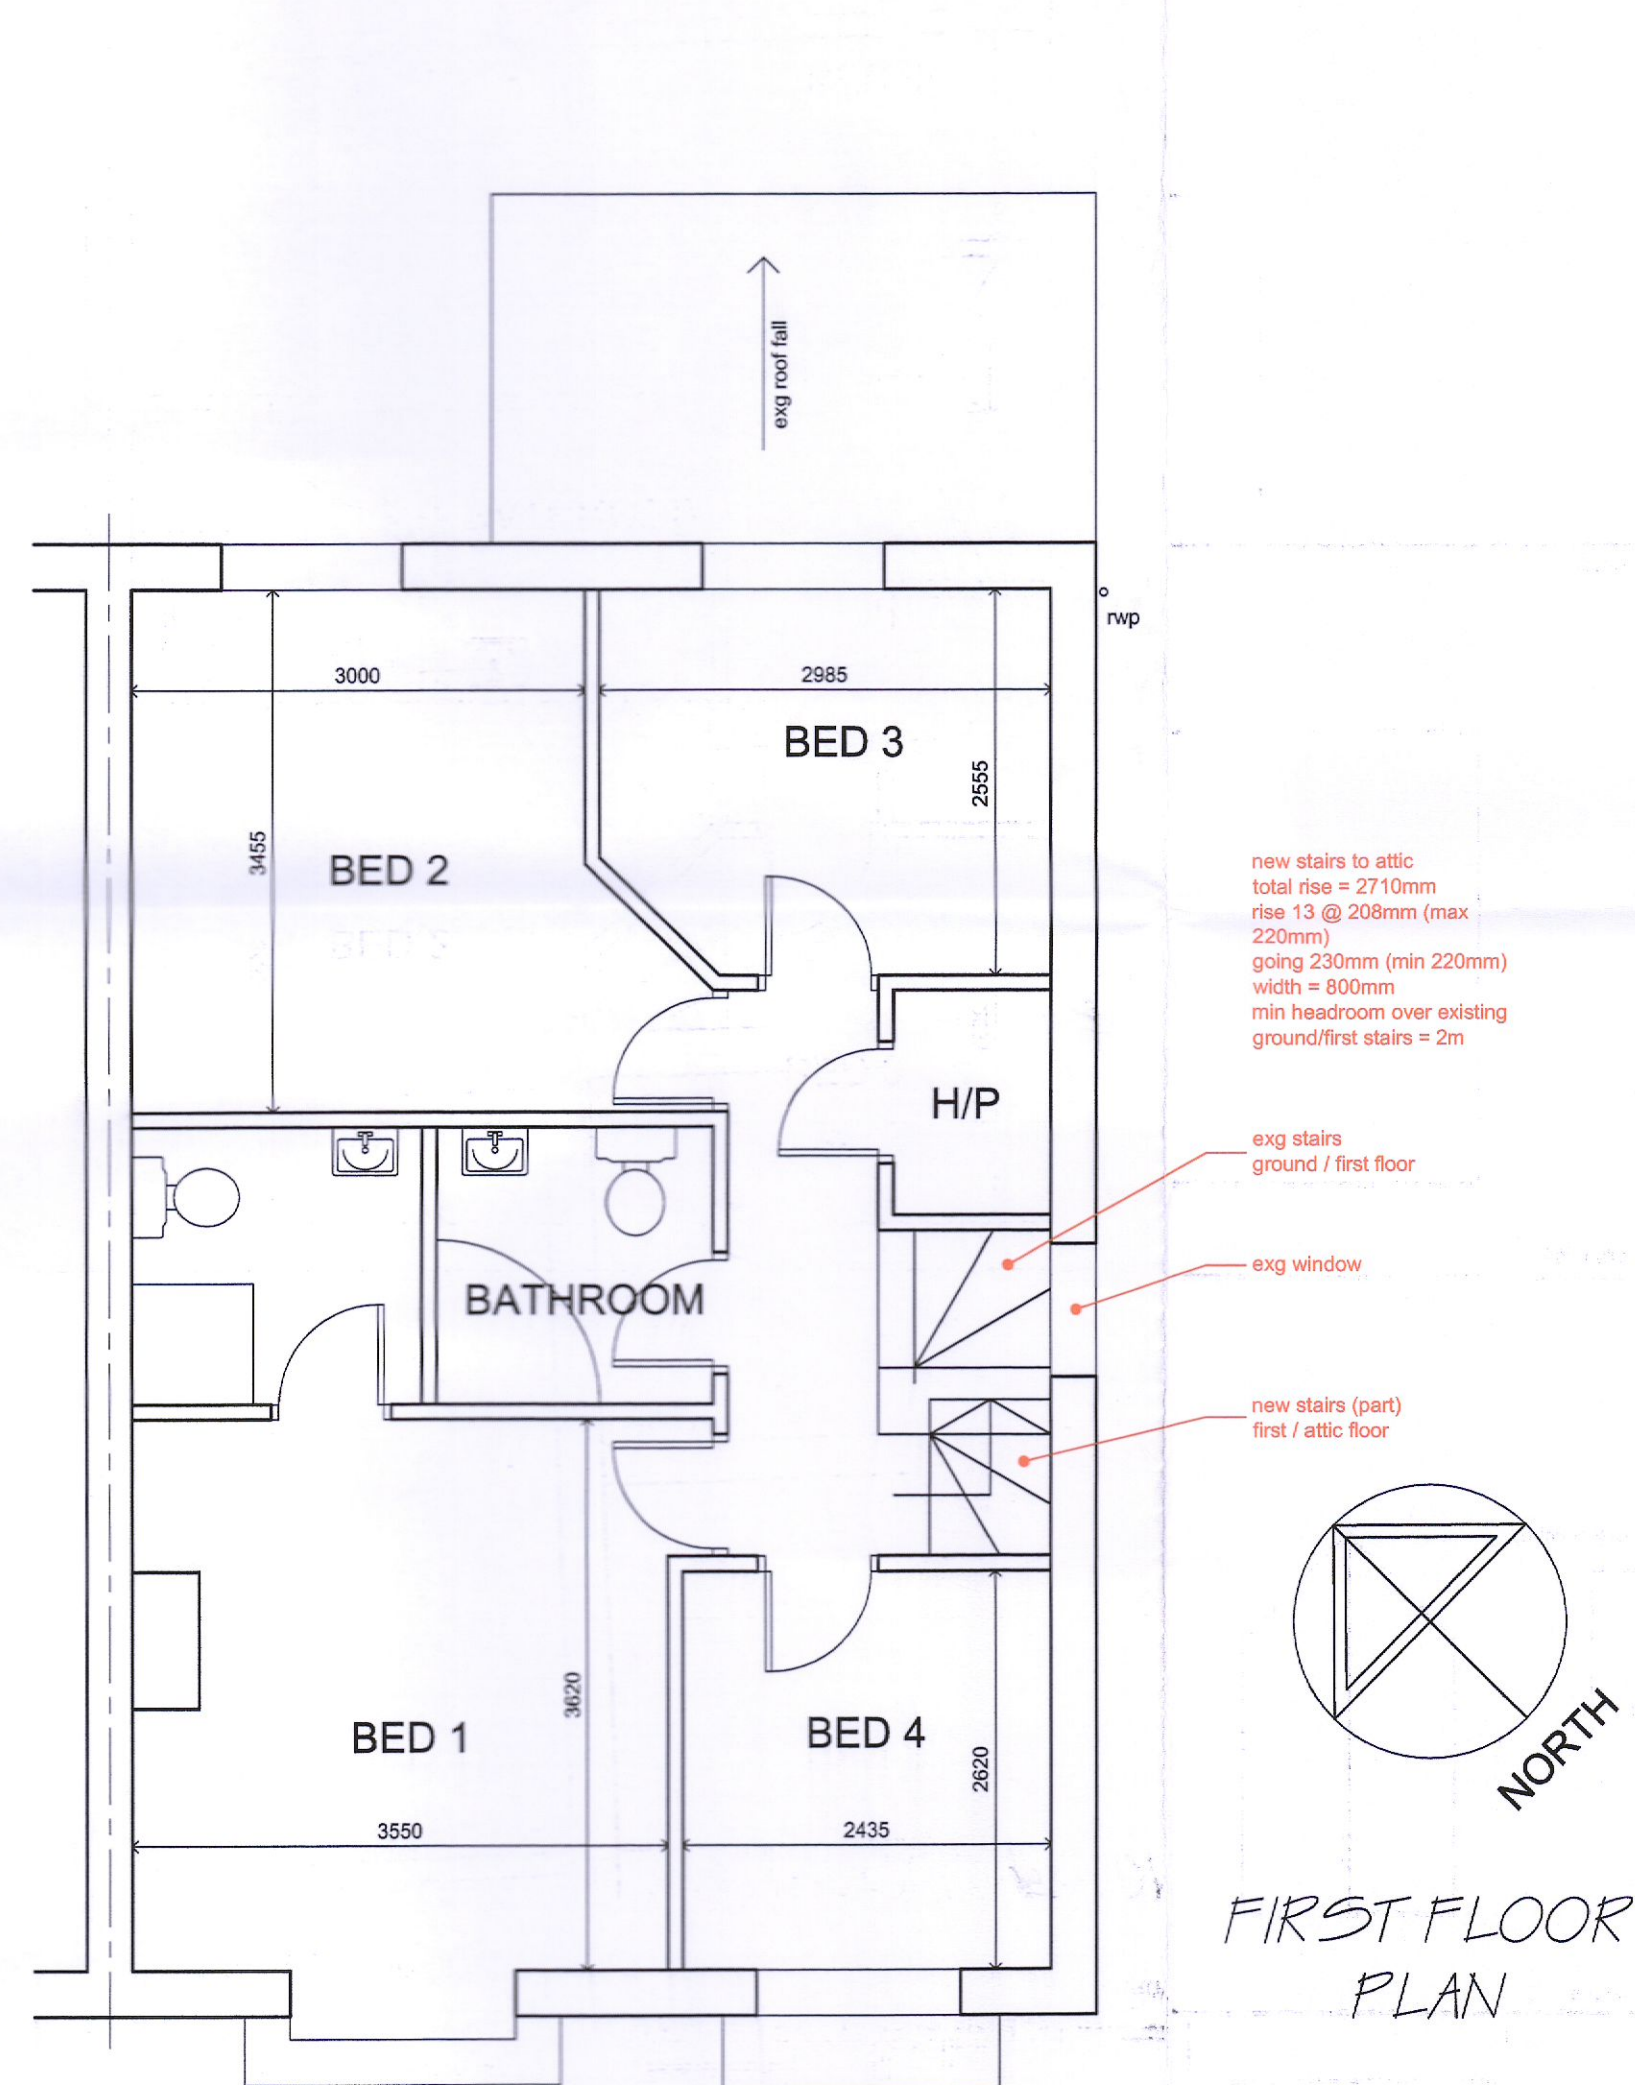 exg roof fall
rwp
3000
2985
BED 3
2555
3455
BED 2
new stairs to attic
total rise = 2710mm
rise 13 @ 208mm (max
220mm)
going 230mm (min 220mm)
width = 800mm
min headroom over existing
ground/first stairs = 2m
H/P
exg stairs
ground / first floor
exg window
BATHROOM
new stairs (part)
first / attic floor
3620
BED 1
BED 4
2620
NORTH
3550
2435
FIRST FLOOR
PLAN